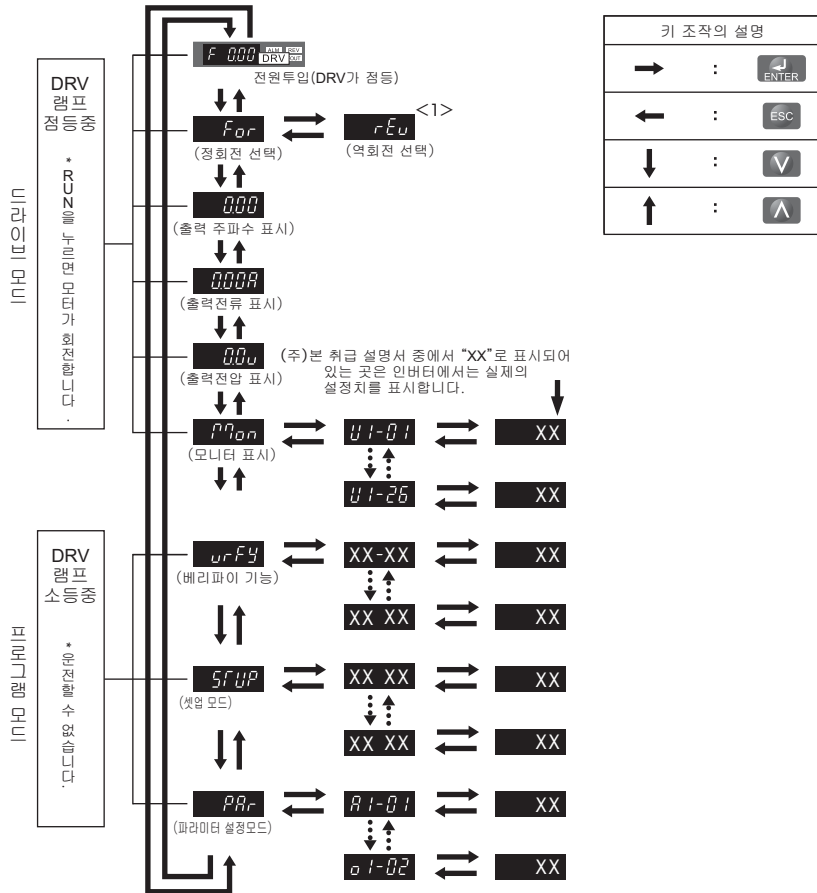 드라이브 모드
DRV
램프
점등중
* RUN을 누르면 모터가 회전합니다.
F 0.00 ALM REV DRV OUT
전원투입(DRV가 점등)
For
rEv <1>
(정회전 선택)
(역회전 선택)
0.00
(출력 주파수 표시)
0.00A
(출력전류 표시)
0.0v
(출력전압 표시)
(주)본 취급 설명서 중에서 “XX”로 표시되어
있는 곳은 인버터에서는 실제의
설정치를 표시합니다.
Mon
U1-01
XX
(모니터 표시)
U1-26
XX
프로그램 모드
DRV
램프
소등중
*운전할 수 없습니다.
vrFy
XX-XX
XX
(베리파이 기능)
XX XX
XX
STUP
XX XX
XX
(셋업 모드)
XX XX
XX
PAr
A1-01
XX
(파라미터 설정모드)
o1-02
XX
키 조작의 설명
→ : ENTER
← : ESC
↓ : ∨
↑ : ∧